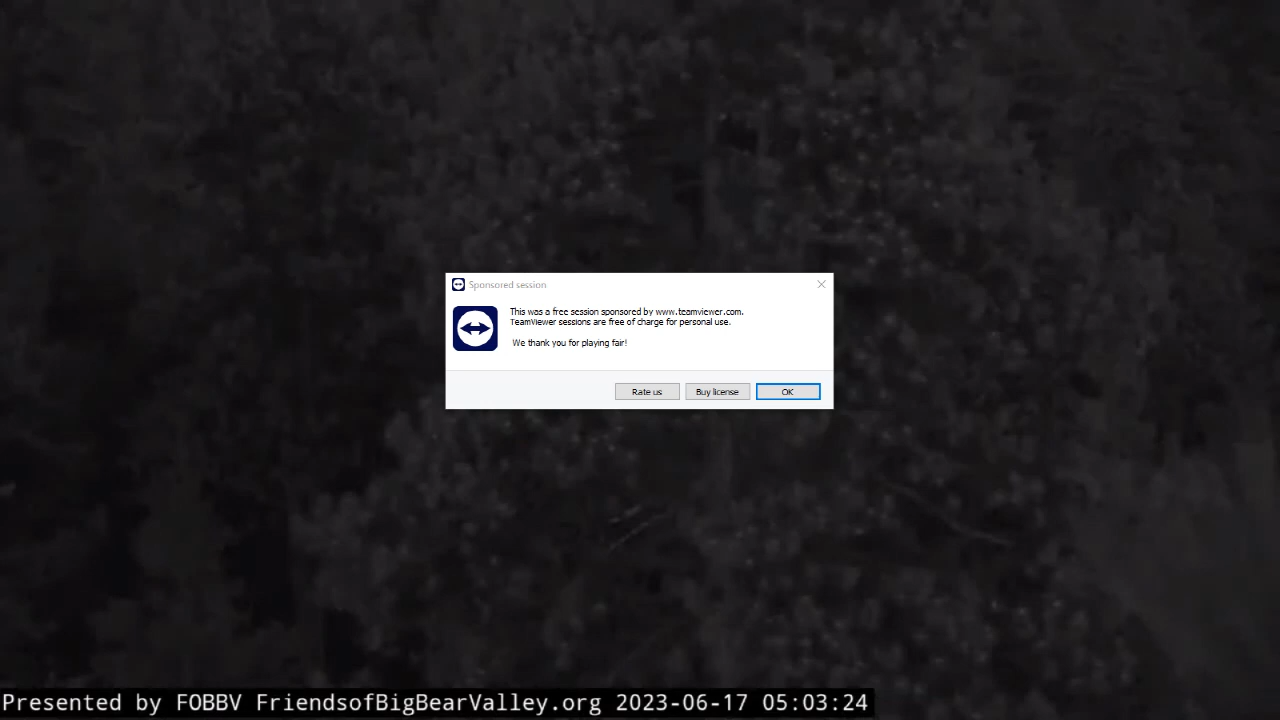 Sponsored session
This was a free session sponsored by www.teamviewer.com.
TeamViewer sessions are free of charge for personal use.
We thank you for playing fair!
Rate us
Buy license
OK
Presented by FOBBV FriendsofBigBearValley.org 2023-06-17 05:03:24